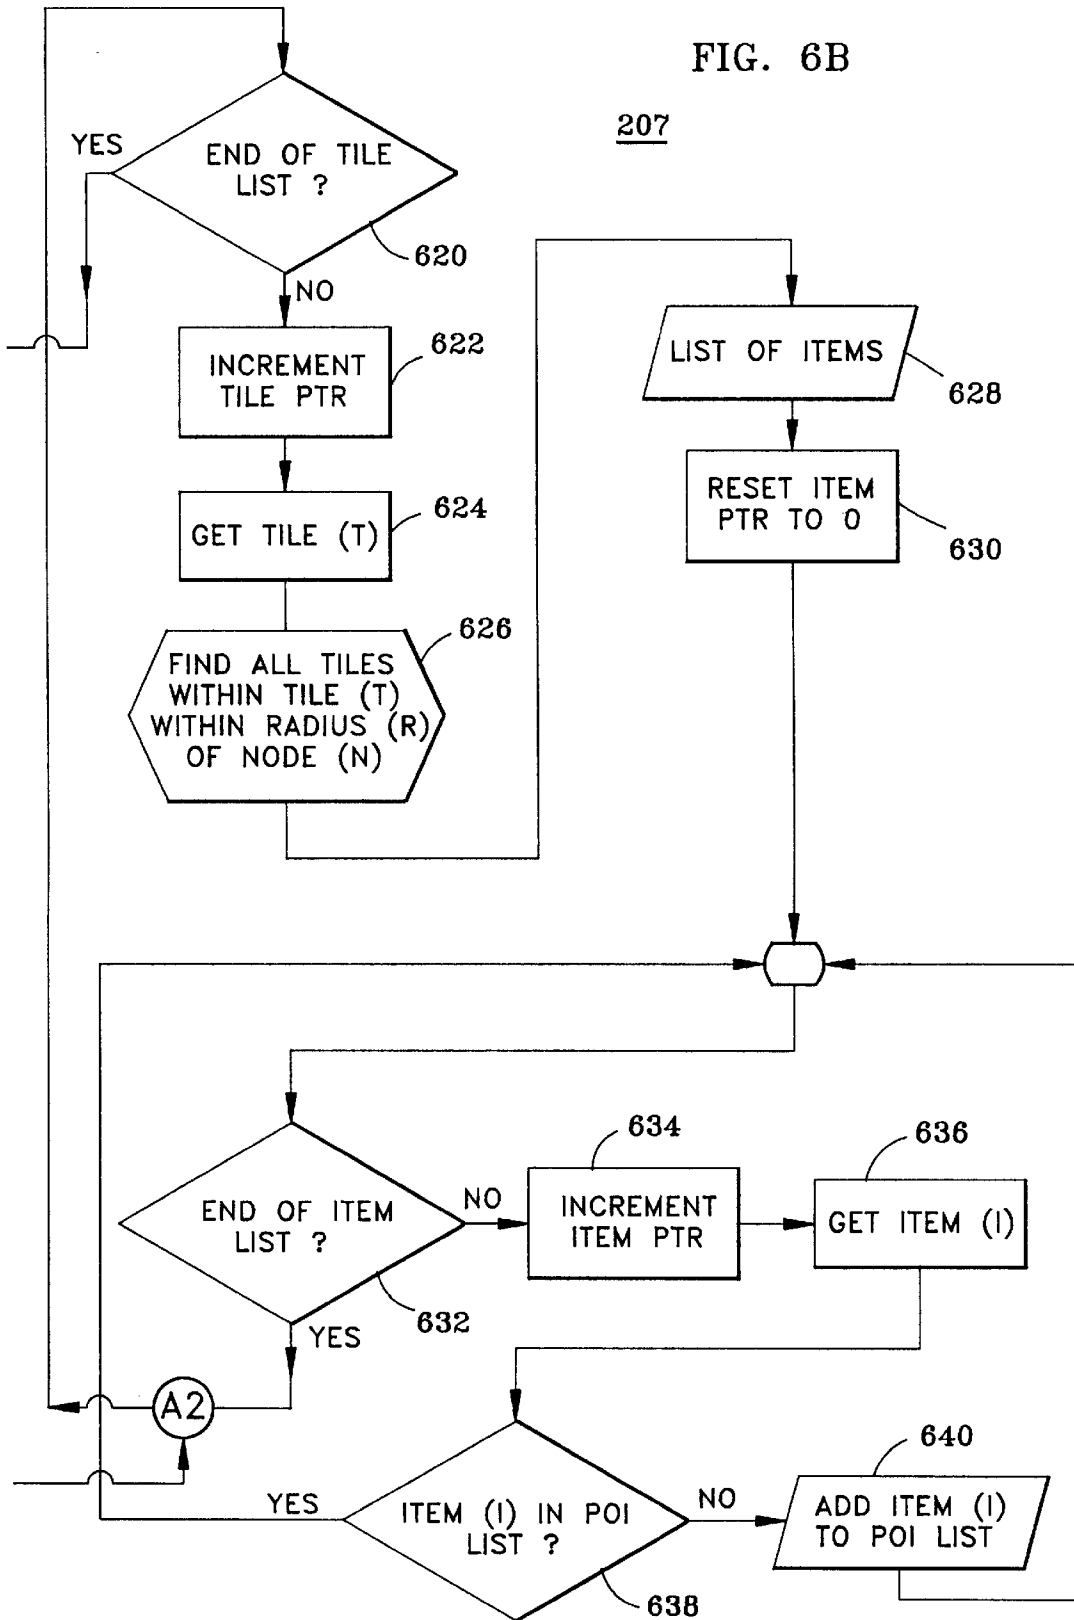 FIG. 6B
207
YES
END OF TILE
LIST ?
620
NO
INCREMENT
TILE PTR
622
GET TILE (T)
624
FIND ALL TILES
WITHIN TILE (T)
WITHIN RADIUS (R)
OF NODE (N)
626
LIST OF ITEMS
628
RESET ITEM
PTR TO 0
630
END OF ITEM
LIST ?
632
NO
YES
INCREMENT
ITEM PTR
634
GET ITEM (I)
636
A2
ITEM (I) IN POI
LIST ?
638
YES
NO
ADD ITEM (I)
TO POI LIST
640